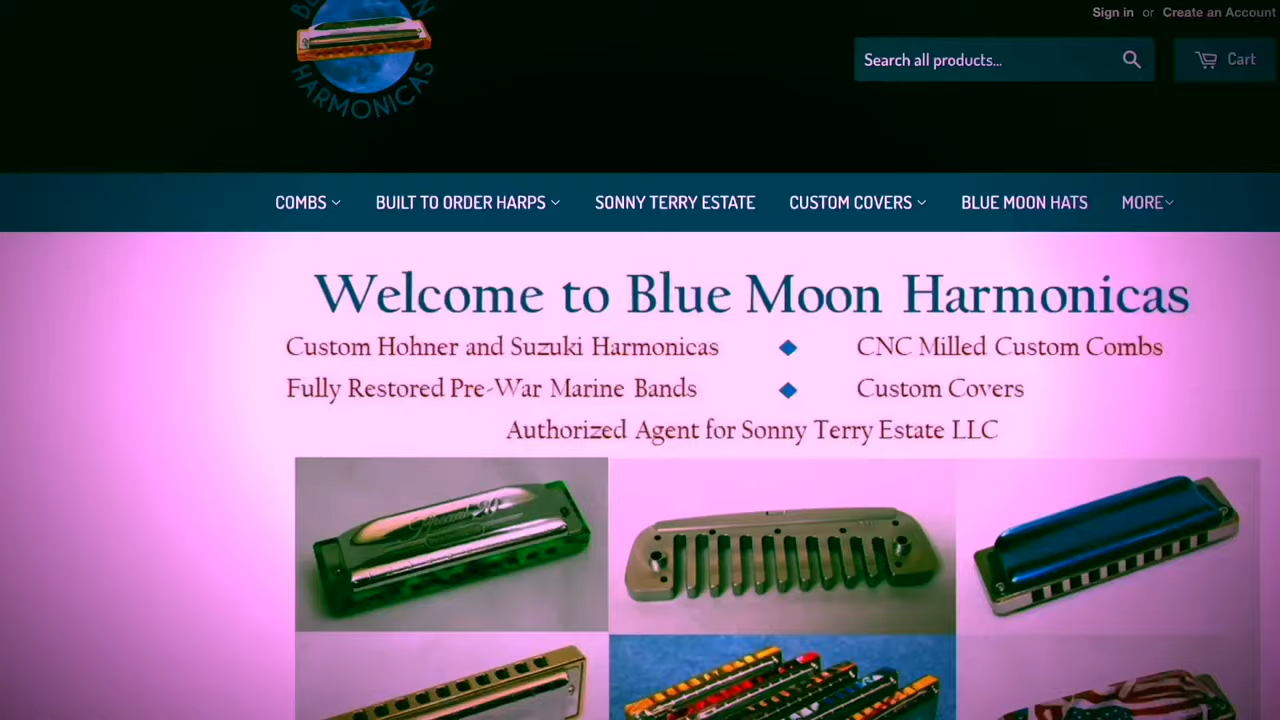 Sign in or Create an Account
HARMONICAS
Search all products...
Cart
COMBS
BUILT TO ORDER HARPS
SONNY TERRY ESTATE
CUSTOM COVERS
BLUE MOON HATS
MORE
Welcome to Blue Moon Harmonicas
Custom Hohner and Suzuki Harmonicas
CNC Milled Custom Combs
Fully Restored Pre-War Marine Bands
Custom Covers
Authorized Agent for Sonny Terry Estate LLC
Special 20